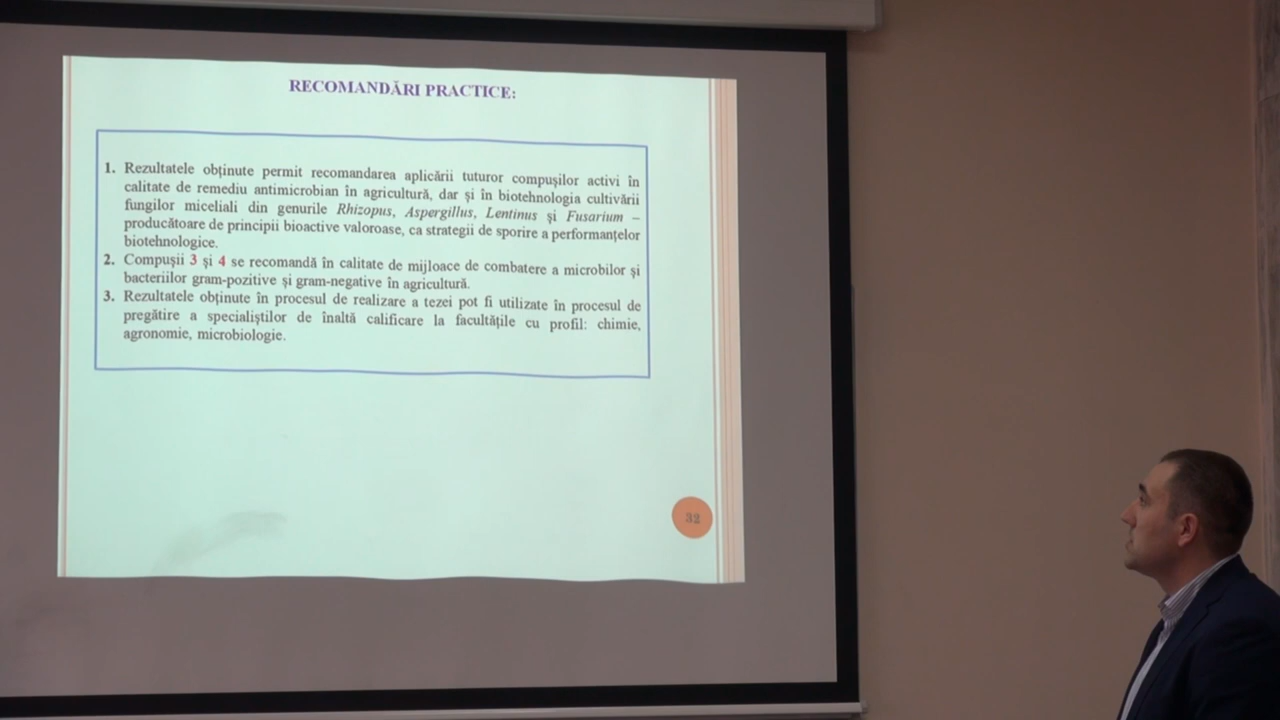 RECOMANDĂRI PRACTICE:
1. Rezultatele obținute permit recomandarea aplicării tuturor compușilor activi în
calitate de remediu antimicrobian în agricultură, dar și în biotehnologia cultivării
fungilor miceliali din genurile Rhizopus, Aspergillus, Lentinus și Fusarium –
producătoare de principii bioactive valoroase, ca strategii de sporire a performanțelor
biotehnologice.
2. Compușii 3 și 4 se recomandă în calitate de mijloace de combatere a microbilor și
bacteriilor gram-pozitive și gram-negative în agricultură.
3. Rezultatele obținute în procesul de realizare a tezei pot fi utilizate în procesul de
pregătire a specialiștilor de înaltă calificare la facultățile cu profil: chimie,
agronomie, microbiologie.
32